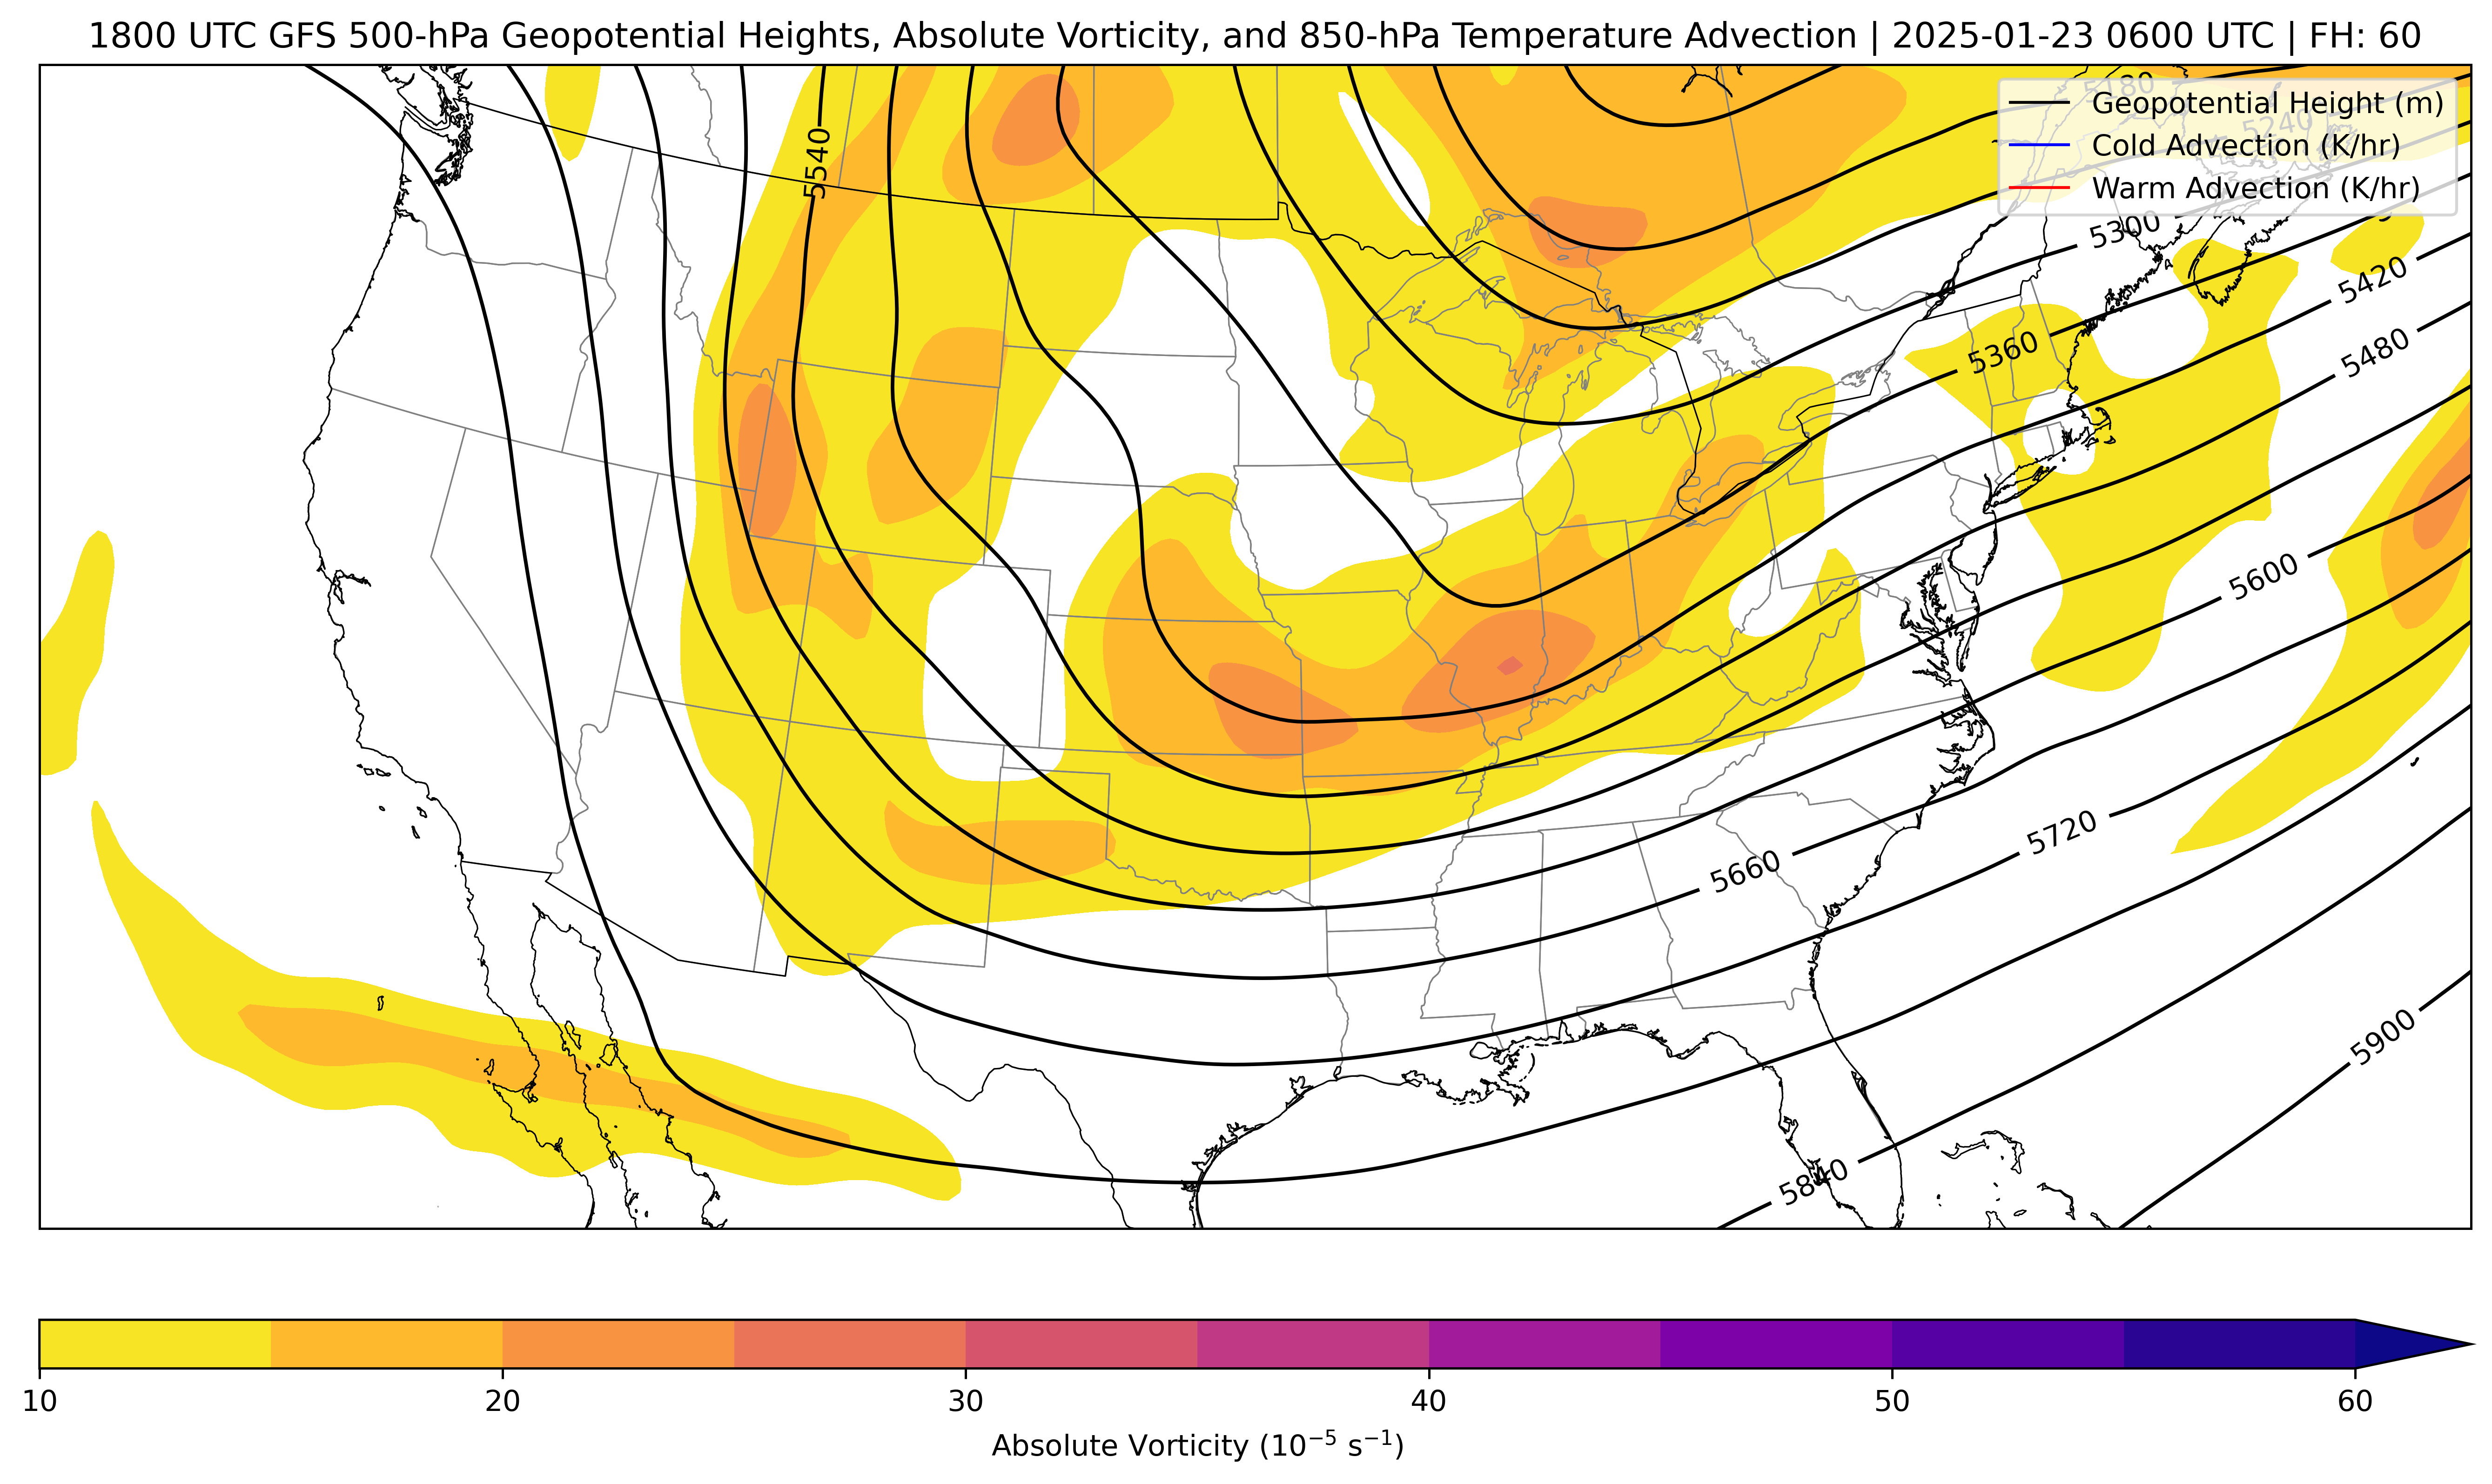 1800 UTC GFS 500-hPa Geopotential Heights, Absolute Vorticity, and 850-hPa Temperature Advection | 2025-01-23 0600 UTC | FH: 60
5180
Geopotential Height (m)
5240
Cold Advection (K/hr)
5540
Warm Advection (K/hr)
5300
5420
5360
5480
5600
5720
5660
5900
5840
10 20 30 40 50 60
Absolute Vorticity (10⁻⁵ s⁻¹)